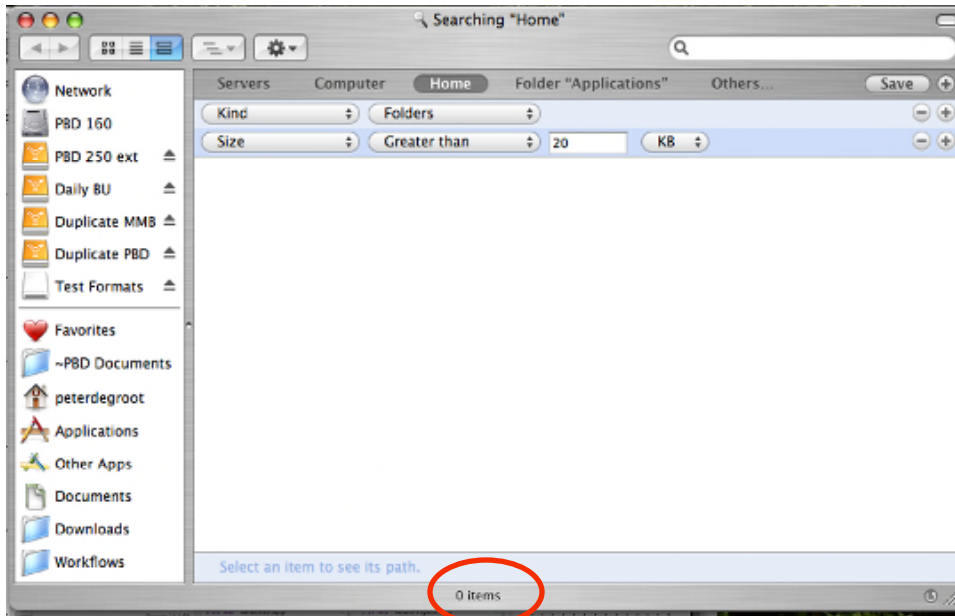 Searching "Home"
Servers Computer Home Folder "Applications" Others... Save
Kind Folders
Size Greater than 20 KB
Network
PBD 160
PBD 250 ext
Daily BU
Duplicate MMB
Duplicate PBD
Test Formats
Favorites
~PBD Documents
peterdegroot
Applications
Other Apps
Documents
Downloads
Workflows
Select an item to see its path.
0 items